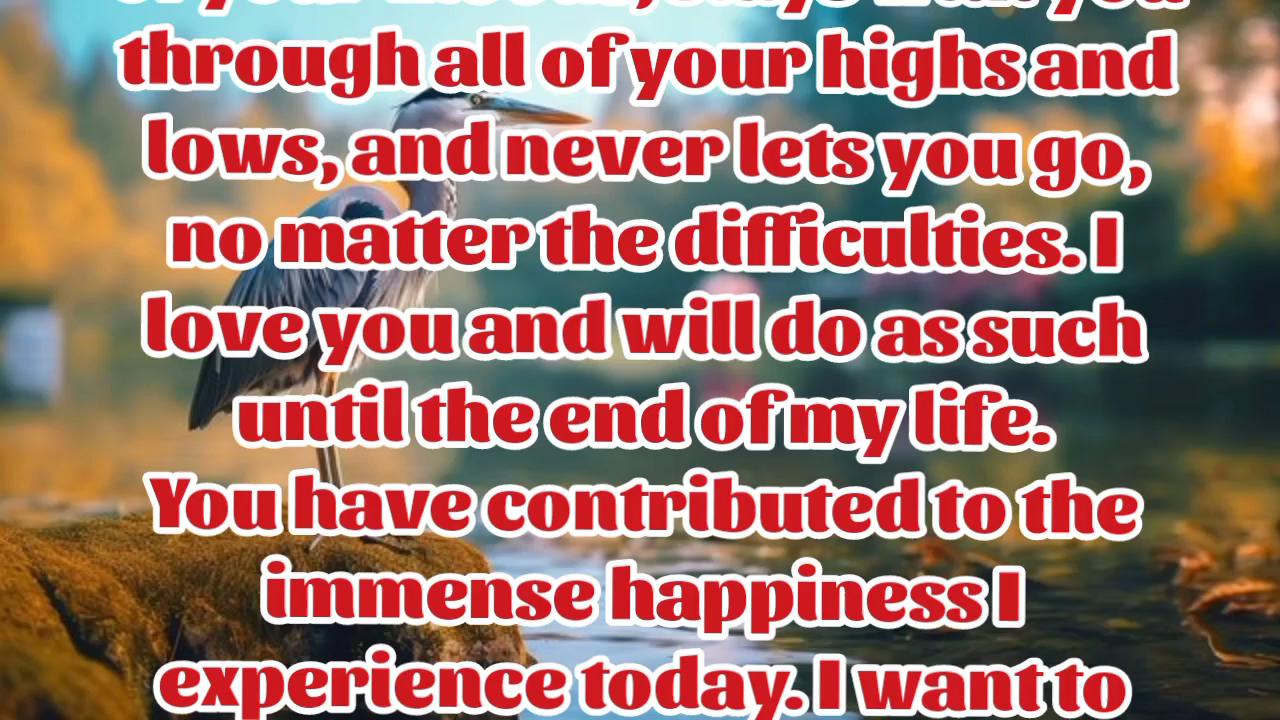 through all of your highs and
lows, and never lets you go,
no matter the difficulties. I
love you and will do as such
until the end of my life.
You have contributed to the
immense happiness I
experience today. I want to